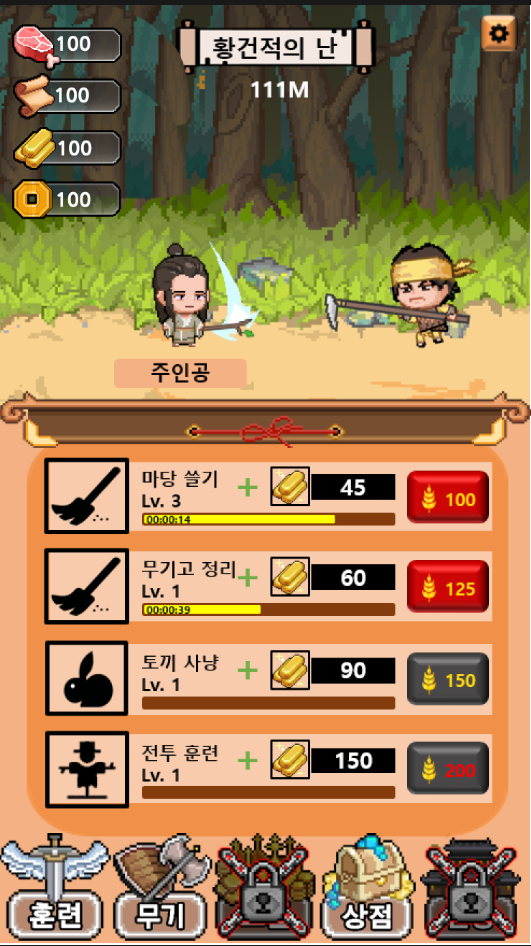 100
황건적의 난
100
111M
100
100
주인공
마당 쓸기
Lv. 3
45
100
00:00:14
무기고 정리
Lv. 1
60
125
00:00:39
토끼 사냥
Lv. 1
90
150
전투 훈련
Lv. 1
150
200
훈련
무기
상점